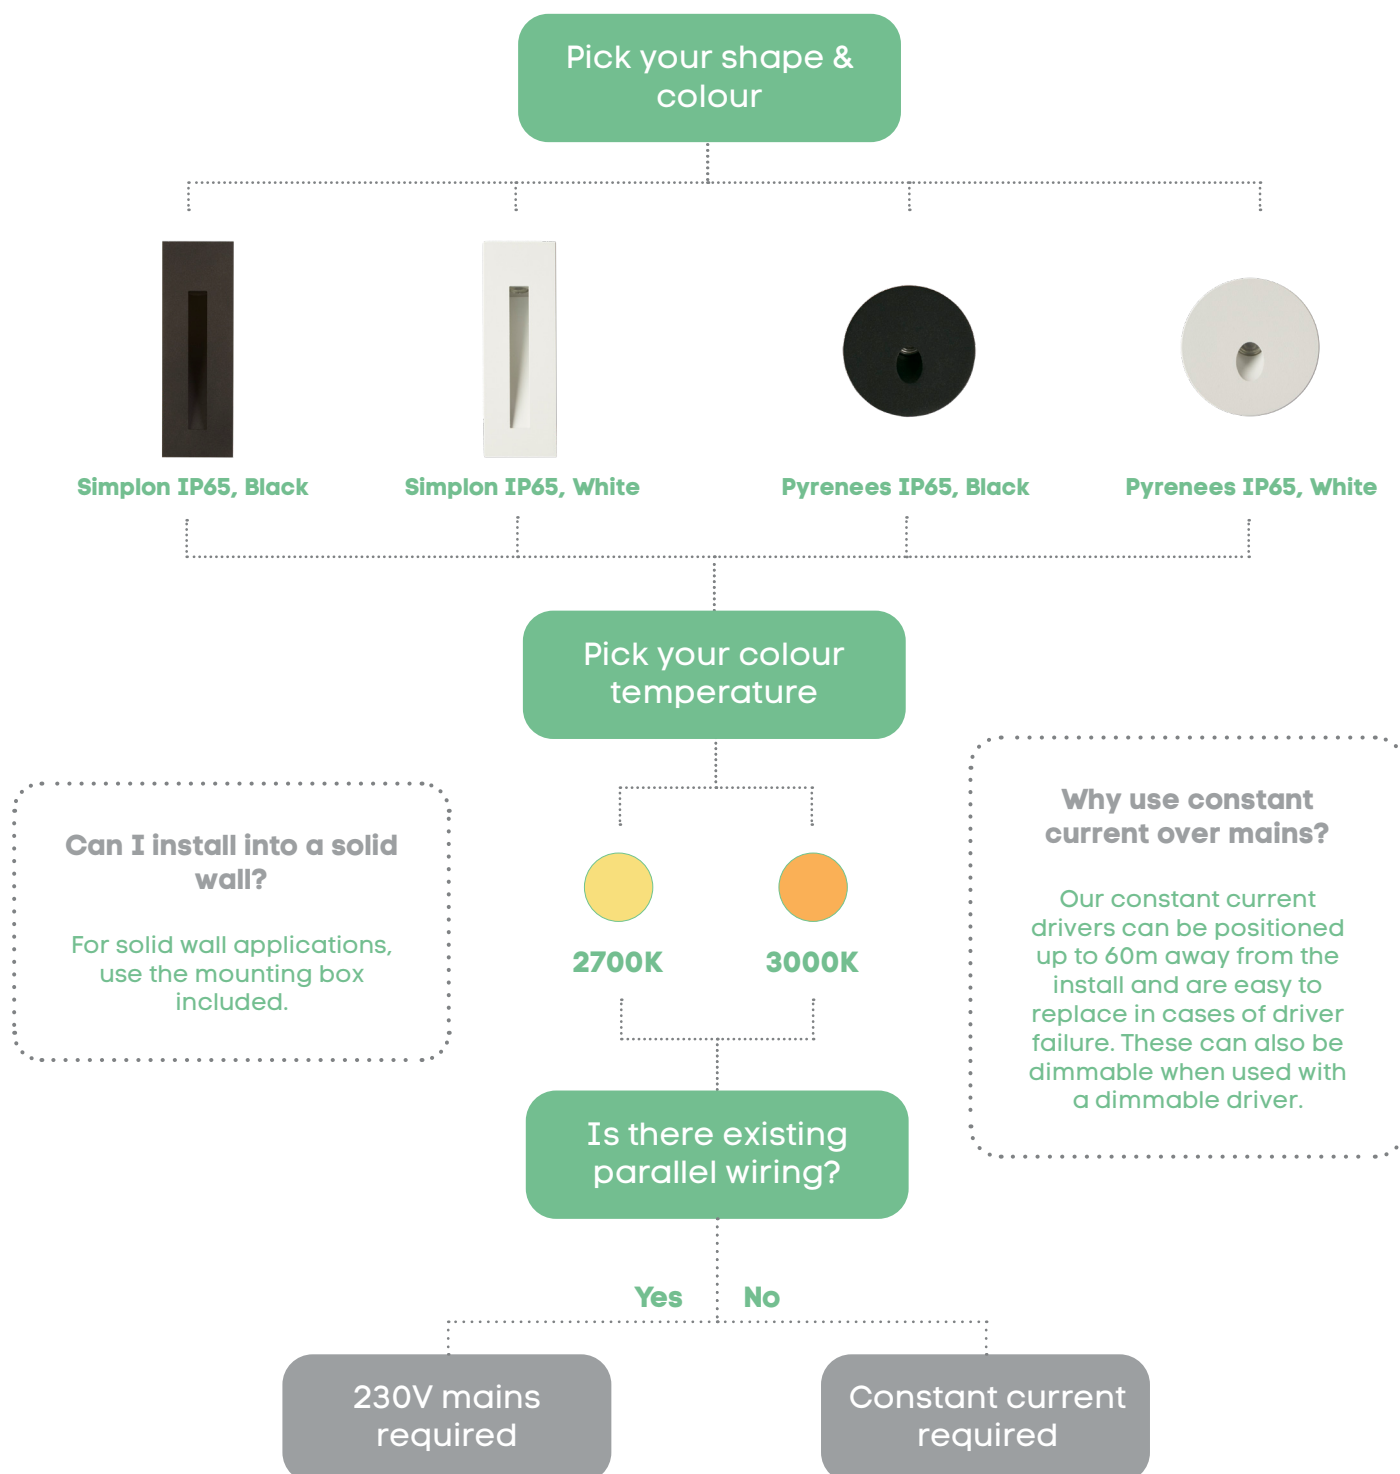 Pick your shape &
colour
Simplon IP65, Black
Simplon IP65, White
Pyrenees IP65, Black
Pyrenees IP65, White
Pick your colour
temperature
Can I install into a solid
wall?
For solid wall applications,
use the mounting box
included.
2700K
3000K
Why use constant
current over mains?
Our constant current
drivers can be positioned
up to 60m away from the
install and are easy to
replace in cases of driver
failure. These can also be
dimmable when used with
a dimmable driver.
Is there existing
parallel wiring?
Yes
No
230V mains
required
Constant current
required